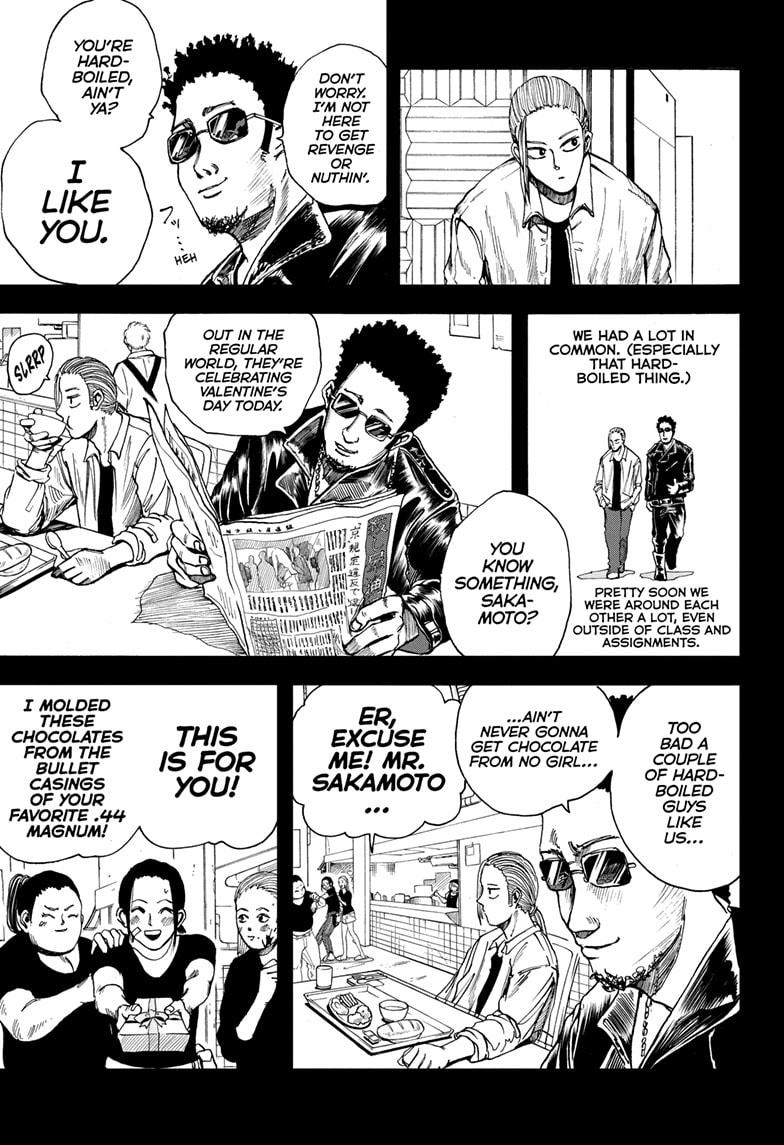 DON'T
WORRY.
I'M NOT
HERE
TO GET
REVENGE
OR
NUTHIN'.
YOU'RE
HARD-
BOILED,
AIN'T
YA?
I
LIKE
YOU.
フッ…
HEH
WE HAD A LOT IN
COMMON. (ESPECIALLY
THAT HARD-
BOILED THING.)
PRETTY SOON WE
WERE AROUND EACH
OTHER A LOT, EVEN
OUTSIDE OF CLASS AND
ASSIGNMENTS.
YOU
KNOW
SOMETHING,
SAKA-
MOTO?
OUT IN THE
REGULAR
WORLD, THEY'RE
CELEBRATING
VALENTINE'S
DAY TODAY.
SLRRP
TOO
BAD A
COUPLE
OF HARD-
BOILED
GUYS
LIKE
US...
...AIN'T
NEVER GONNA
GET CHOCOLATE
FROM NO GIRL...
ER,
EXCUSE
ME! MR.
SAKAMOTO
...
THIS
IS FOR
YOU!
I MOLDED
THESE
CHOCOLATES
FROM THE
BULLET
CASINGS
OF YOUR
FAVORITE .44
MAGNUM!